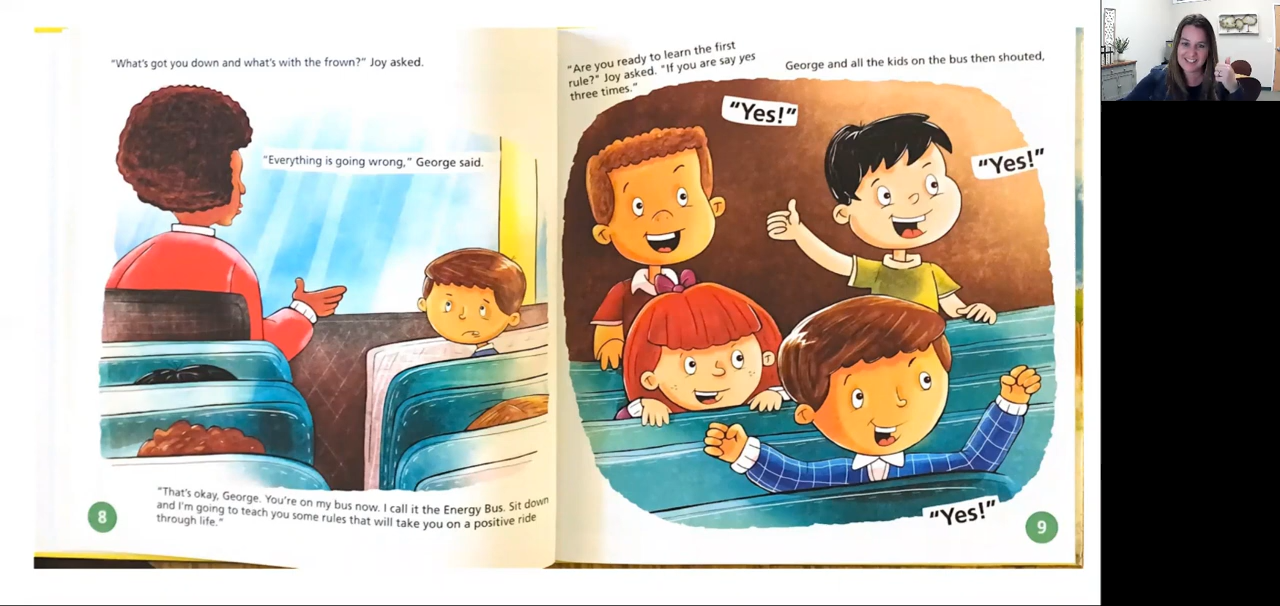 "What's got you down and what's with the frown?" Joy asked.
"Everything is going wrong," George said.
"That's okay, George. You're on my bus now. I call it the Energy Bus. Sit down
and I'm going to teach you some rules that will take you on a positive ride
through life."
8
"Are you ready to learn the first
rule?" Joy asked. "If you are say yes
three times."
George and all the kids on the bus then shouted,
"Yes!"
"Yes!"
"Yes!"
9